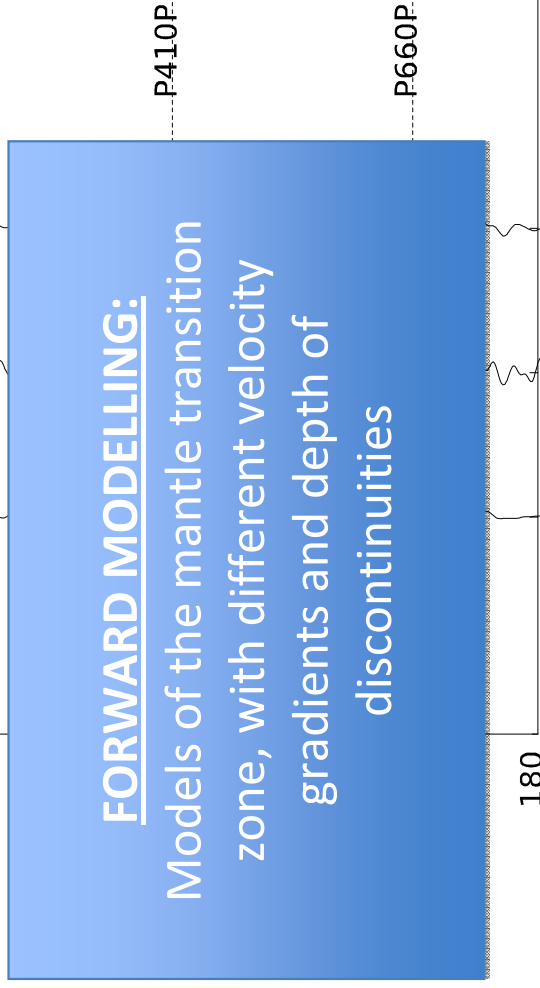 P410P
P660P
FORWARD MODELLING:
Models of the mantle transition
zone, with different velocity
gradients and depth of
discontinuities
180